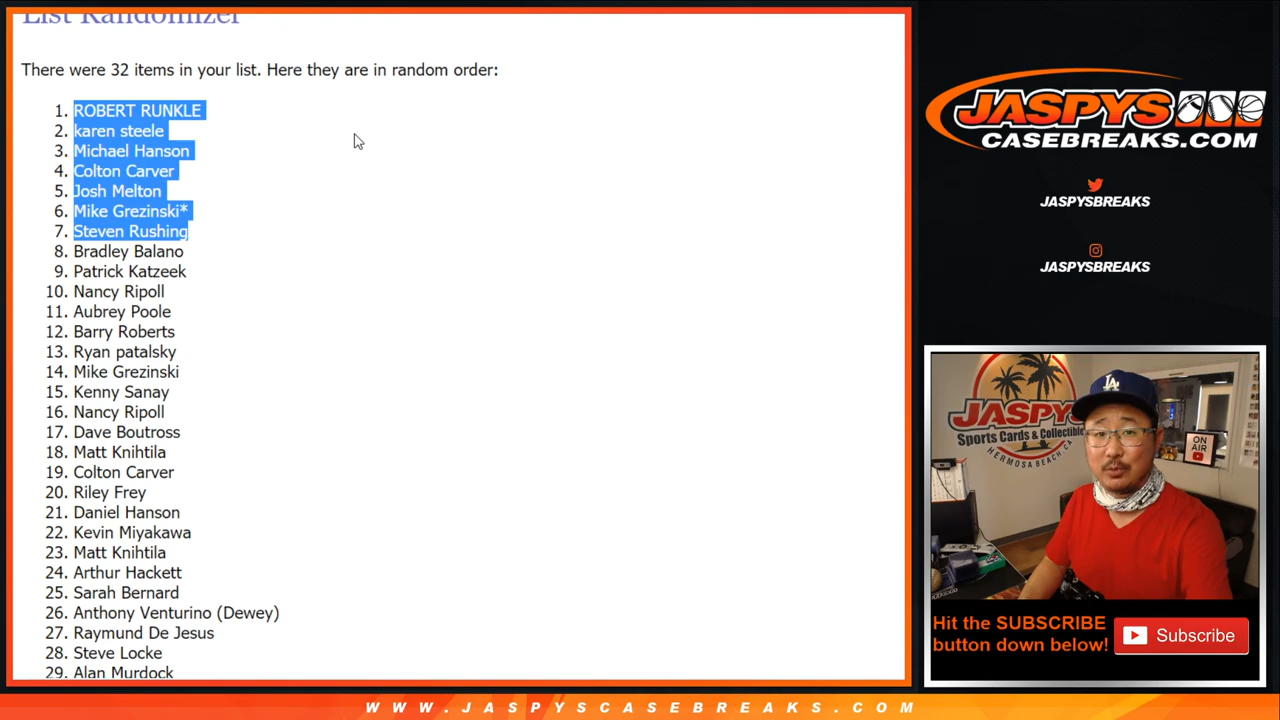 List Randomizer
There were 32 items in your list. Here they are in random order:
1. ROBERT RUNKLE
2. karen steele
3. Michael Hanson
4. Colton Carver
5. Josh Melton
6. Mike Grezinski*
7. Steven Rushing
8. Bradley Balano
9. Patrick Katzeek
10. Nancy Ripoll
11. Aubrey Poole
12. Barry Roberts
13. Ryan patalsky
14. Mike Grezinski
15. Kenny Sanay
16. Nancy Ripoll
17. Dave Boutross
18. Matt Knihtila
19. Colton Carver
20. Riley Frey
21. Daniel Hanson
22. Kevin Miyakawa
23. Matt Knihtila
24. Arthur Hackett
25. Sarah Bernard
26. Anthony Venturino (Dewey)
27. Raymund De Jesus
28. Steve Locke
29. Alan Murdock
JASPYS
CASEBREAKS.COM
JASPYSBREAKS
JASPYSBREAKS
JASPYS
Sports Cards & Collectible
HERMOSA BEACH CA
LA
ON
AIR
Hit the SUBSCRIBE
button down below!
Subscribe
WWW.JASPYSCASEBREAKS.COM